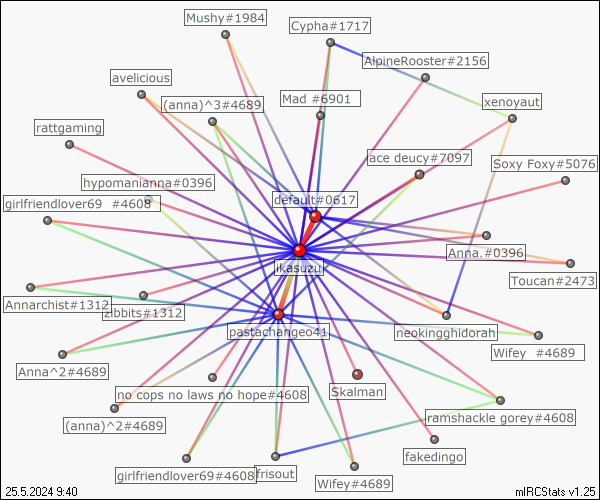 Mushy#1984
Cypha#1717
AlpineRooster#2156
avelicious
(anna)^3#4689
Mad #6901
xenoyaut
rattgaming
ace deucy#7097
Soxy Foxy#5076
hypomanianna#0396
default#0617
girlfriendlover69 #4608
Anna.#0396
jikasuzu
Toucan#2473
Annarchist#1312
zibbits#1312
pastachangeo41
neokingghidorah
Wifey #4689
Anna^2#4689
no cops no laws no hope#4608
Skalman
(anna)^2#4689
ramshackle gorey#4608
fakedingo
girlfriendlover69#4608
frisout
Wifey#4689
25.5.2024 9:40
mIRCStats v1.25